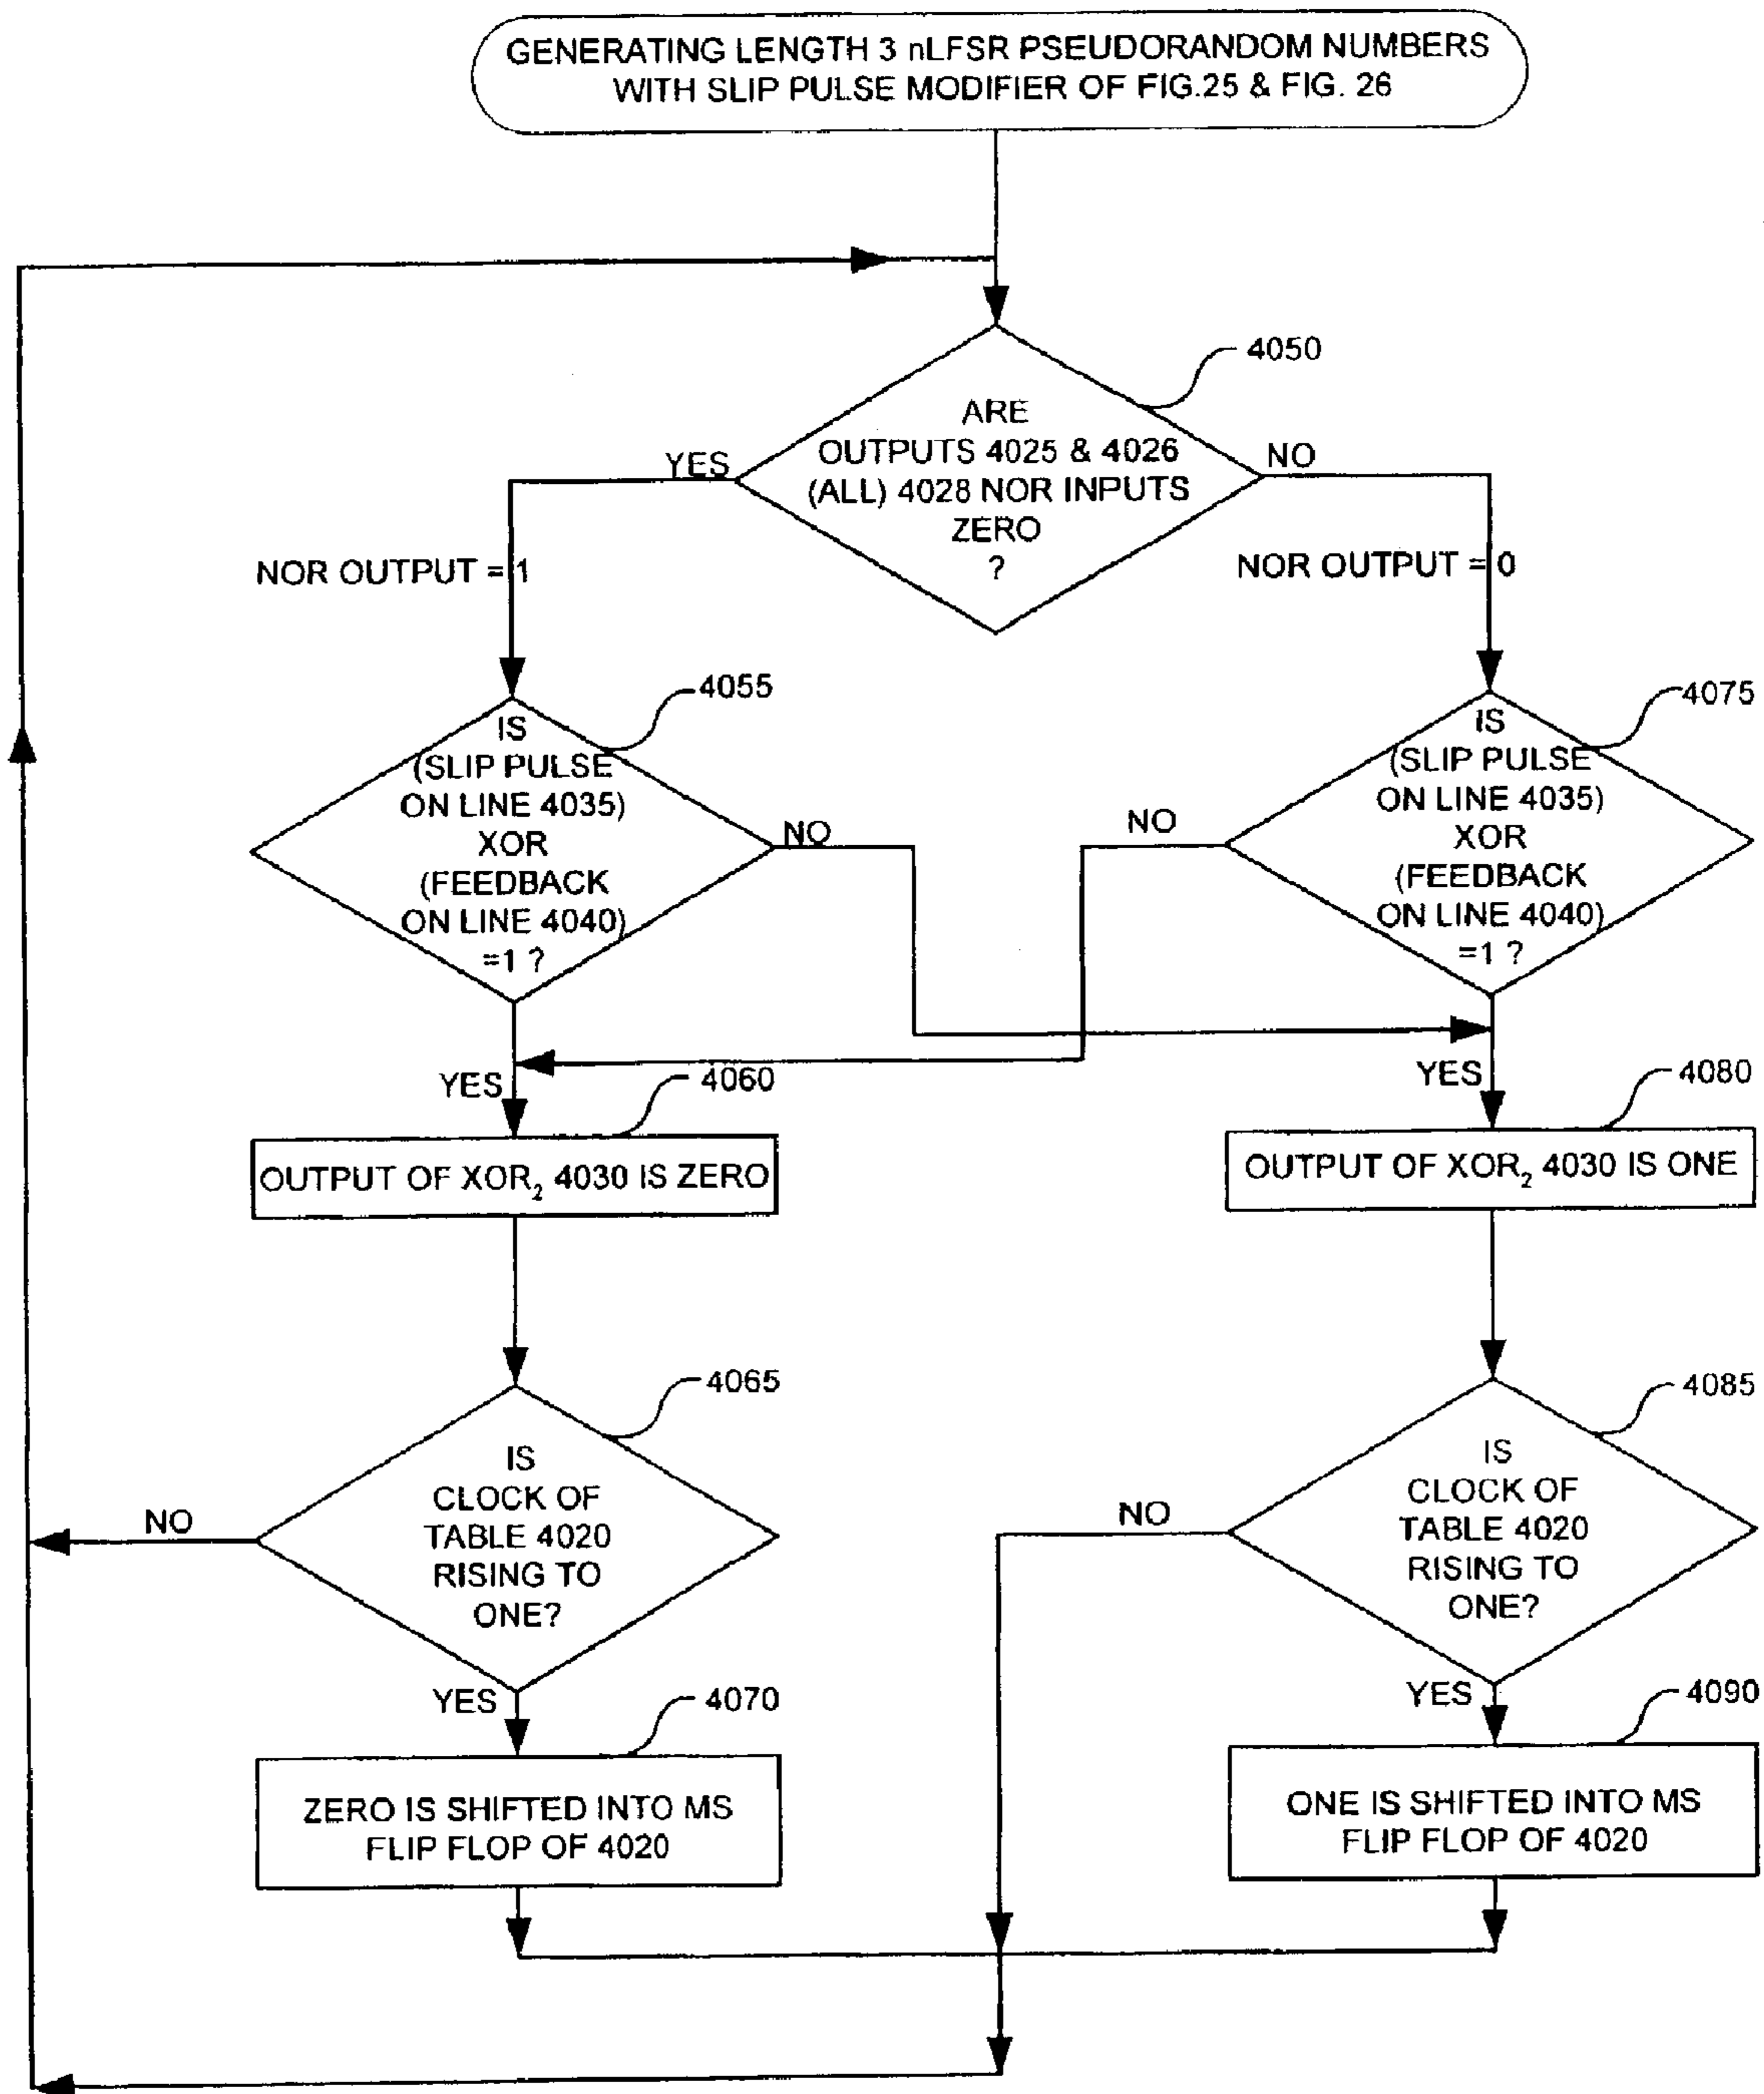 GENERATING LENGTH 3 nLFSR PSEUDORANDOM NUMBERS
WITH SLIP PULSE MODIFIER OF FIG.25 & FIG. 26
4050
ARE
OUTPUTS 4025 & 4026
(ALL) 4028 NOR INPUTS
ZERO
?
YES
NO
NOR OUTPUT = 1
NOR OUTPUT = 0
4055
IS
(SLIP PULSE
ON LINE 4035)
XOR
(FEEDBACK
ON LINE 4040)
=1 ?
NO
4075
IS
(SLIP PULSE
ON LINE 4035)
XOR
(FEEDBACK
ON LINE 4040)
=1 ?
NO
YES
4060
YES
4080
OUTPUT OF XOR₂ 4030 IS ZERO
OUTPUT OF XOR₂ 4030 IS ONE
4065
IS
CLOCK OF
TABLE 4020
RISING TO
ONE?
NO
4085
IS
CLOCK OF
TABLE 4020
RISING TO
ONE?
NO
YES
4070
YES
4090
ZERO IS SHIFTED INTO MS
FLIP FLOP OF 4020
ONE IS SHIFTED INTO MS
FLIP FLOP OF 4020